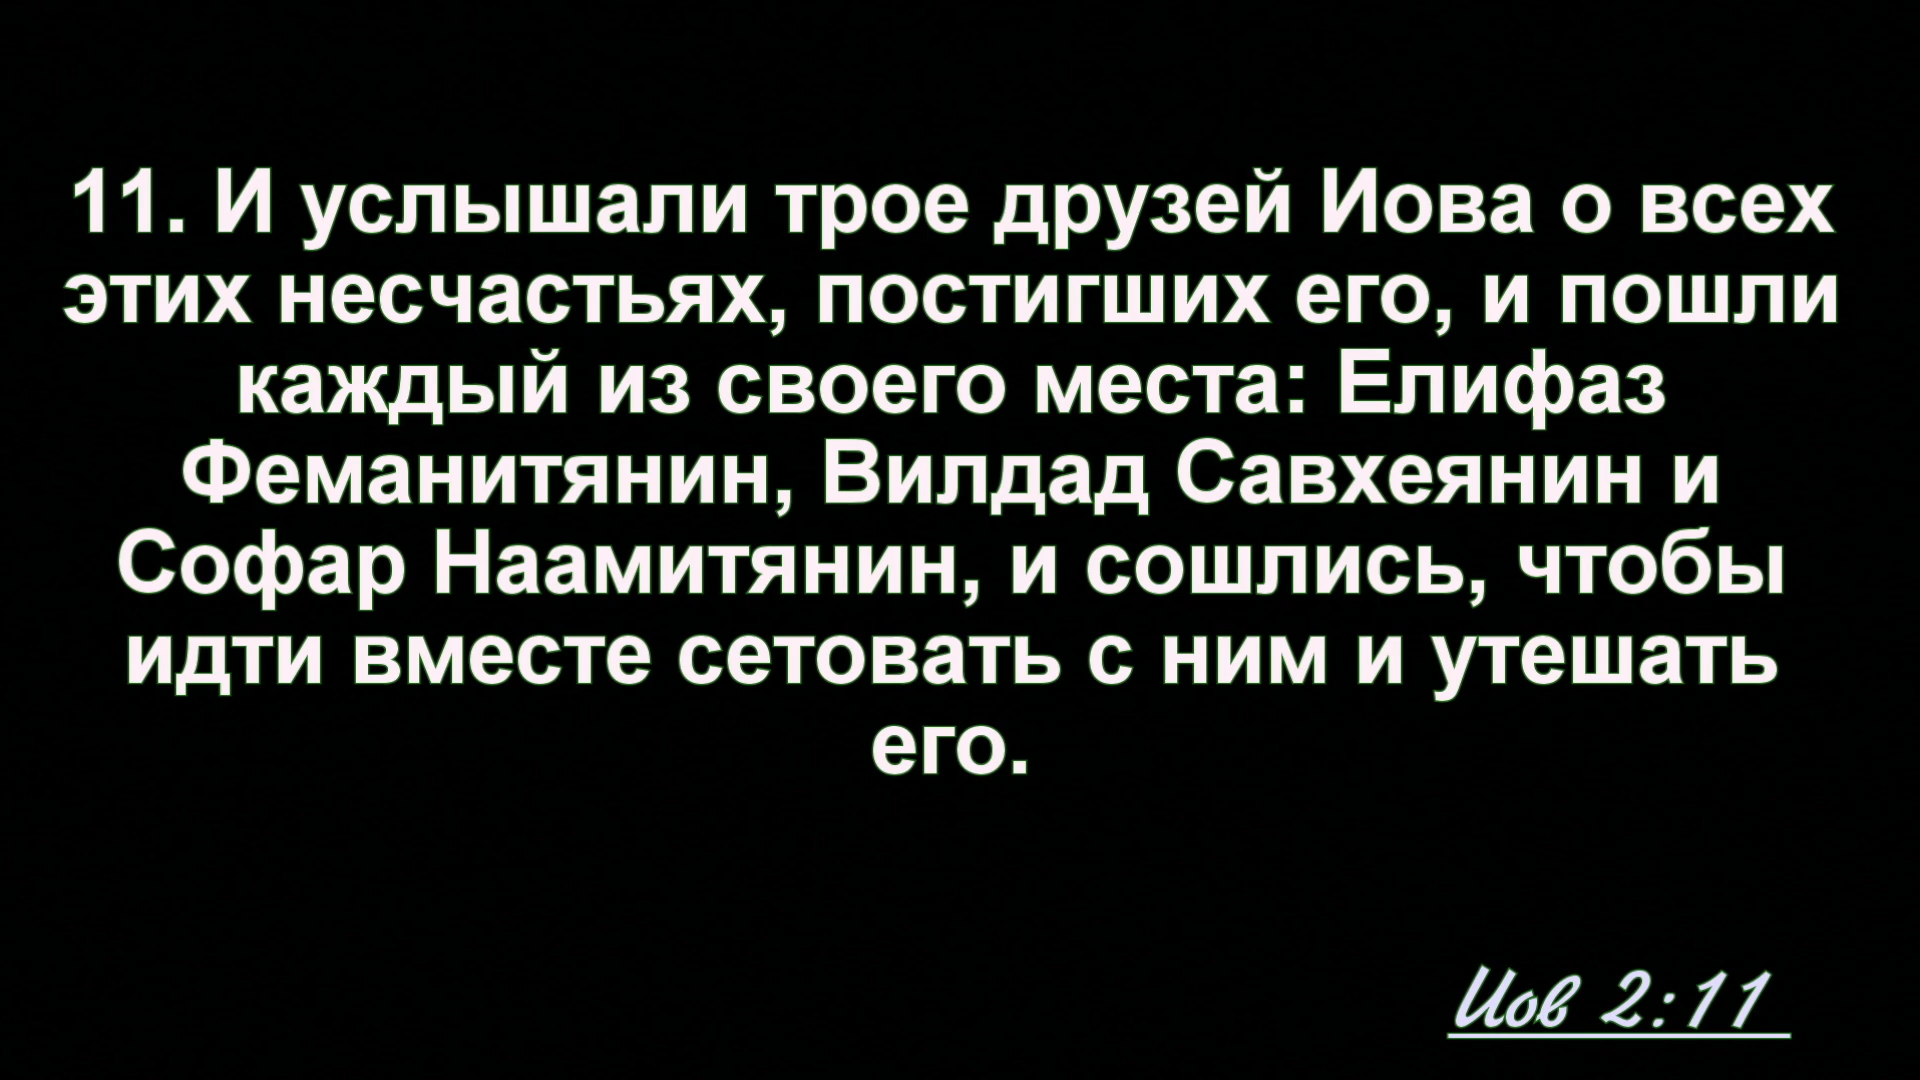 11. И услышали трое друзей Иова о всех
этих несчастьях, постигших его, и пошли
каждый из своего места: Елифаз
Феманитянин, Вилдад Савхеянин и
Софар Наамитянин, и сошлись, чтобы
идти вместе сетовать с ним и утешать
его.
Иов 2:11